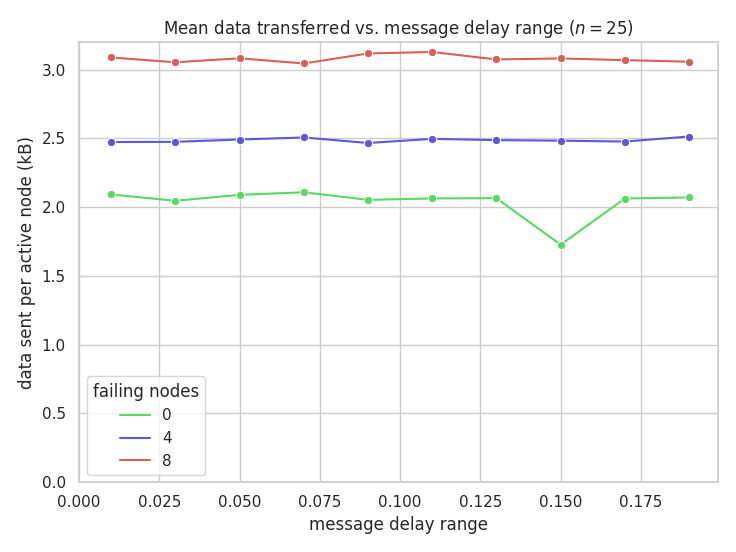 Mean data transferred vs. message delay range (n = 25)
data sent per active node (kB)
3.0
2.5
2.0
1.5
1.0
0.5
0.0
failing nodes
0
4
8
0.000 0.025 0.050 0.075 0.100 0.125 0.150 0.175
message delay range